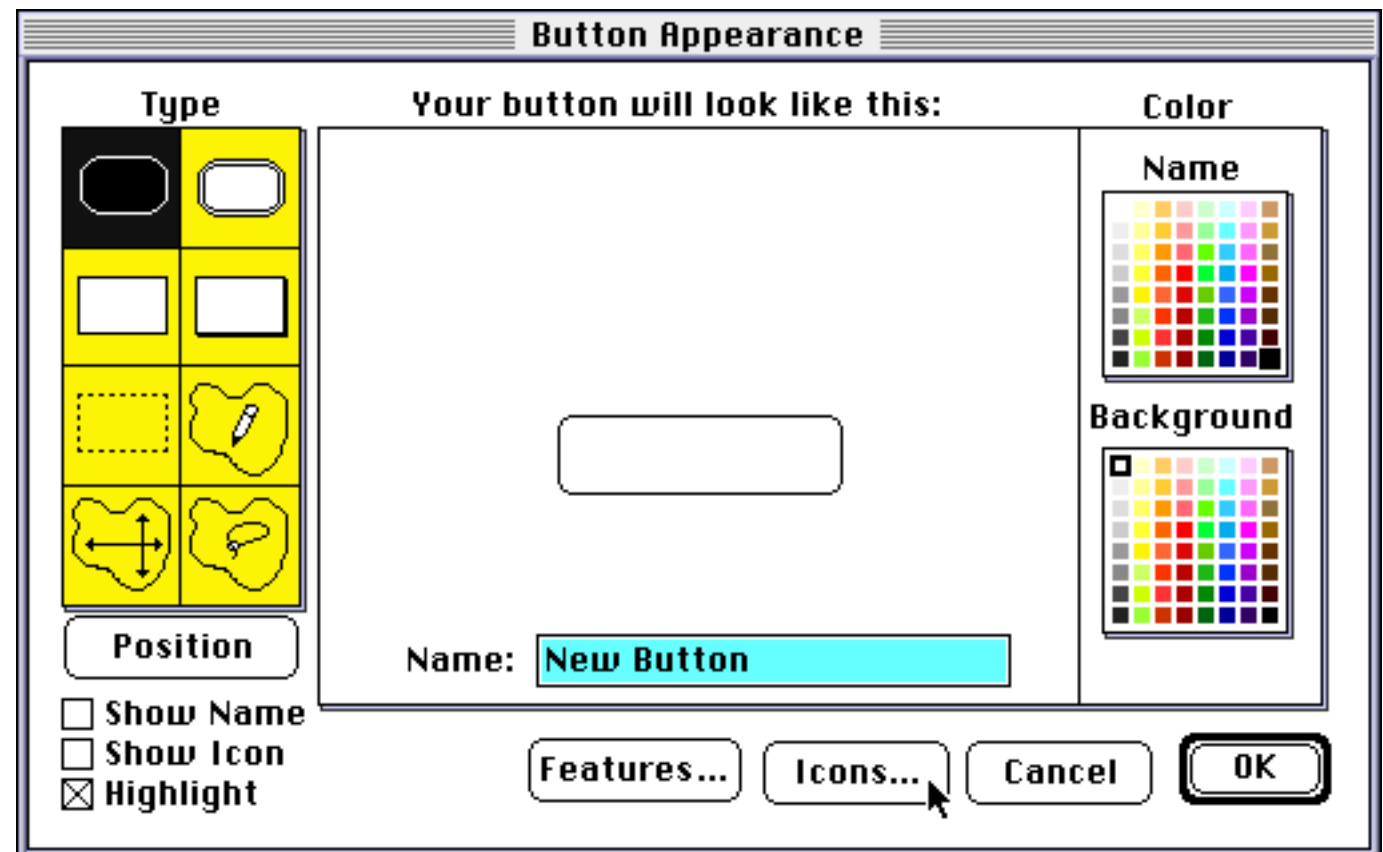 Button Appearance
Type
Your button will look like this:
Color
Name
Background
Position
Name: New Button
Show Name
Show Icon
Highlight
Features...
Icons...
Cancel
OK